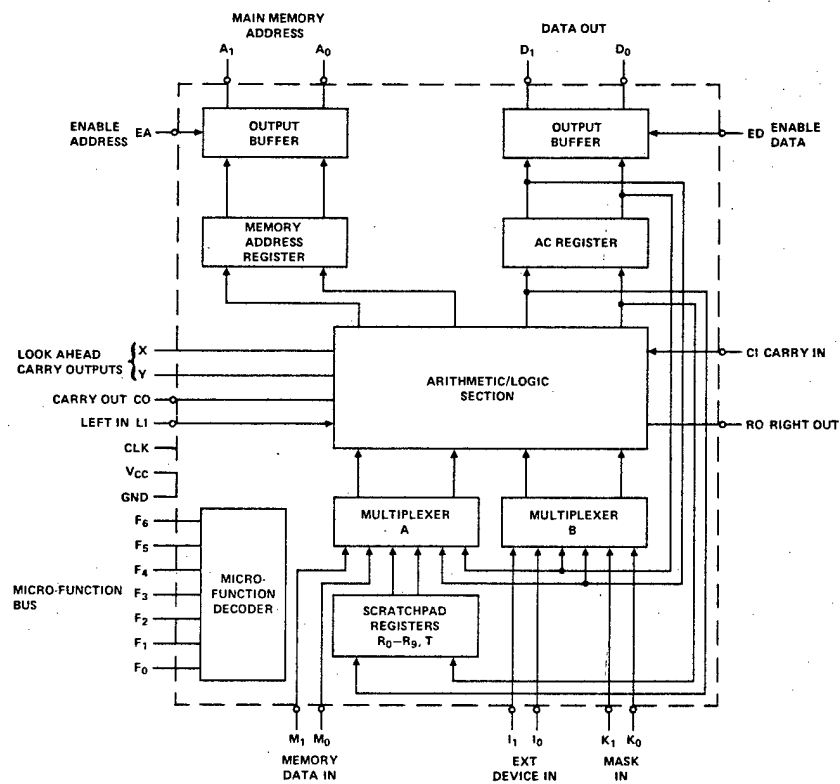 MAIN MEMORY
ADDRESS
DATA OUT
A1
A0
D1
D0
ENABLE
ADDRESS
EA
OUTPUT
BUFFER
OUTPUT
BUFFER
ED
ENABLE
DATA
MEMORY
ADDRESS
REGISTER
AC REGISTER
LOOK AHEAD
CARRY OUTPUTS
{
X
Y
ARITHMETIC/LOGIC
SECTION
CI CARRY IN
CARRY OUT CO
LEFT IN LI
RO RIGHT OUT
CLK
VCC
GND
MULTIPLEXER
A
MULTIPLEXER
B
MICRO-FUNCTION
BUS
F6
F5
F4
F3
F2
F1
F0
MICRO-
FUNCTION
DECODER
SCRATCHPAD
REGISTERS
R0–R9, T
M1 M0
MEMORY
DATA IN
I1 I0
EXT
DEVICE IN
K1 K0
MASK
IN